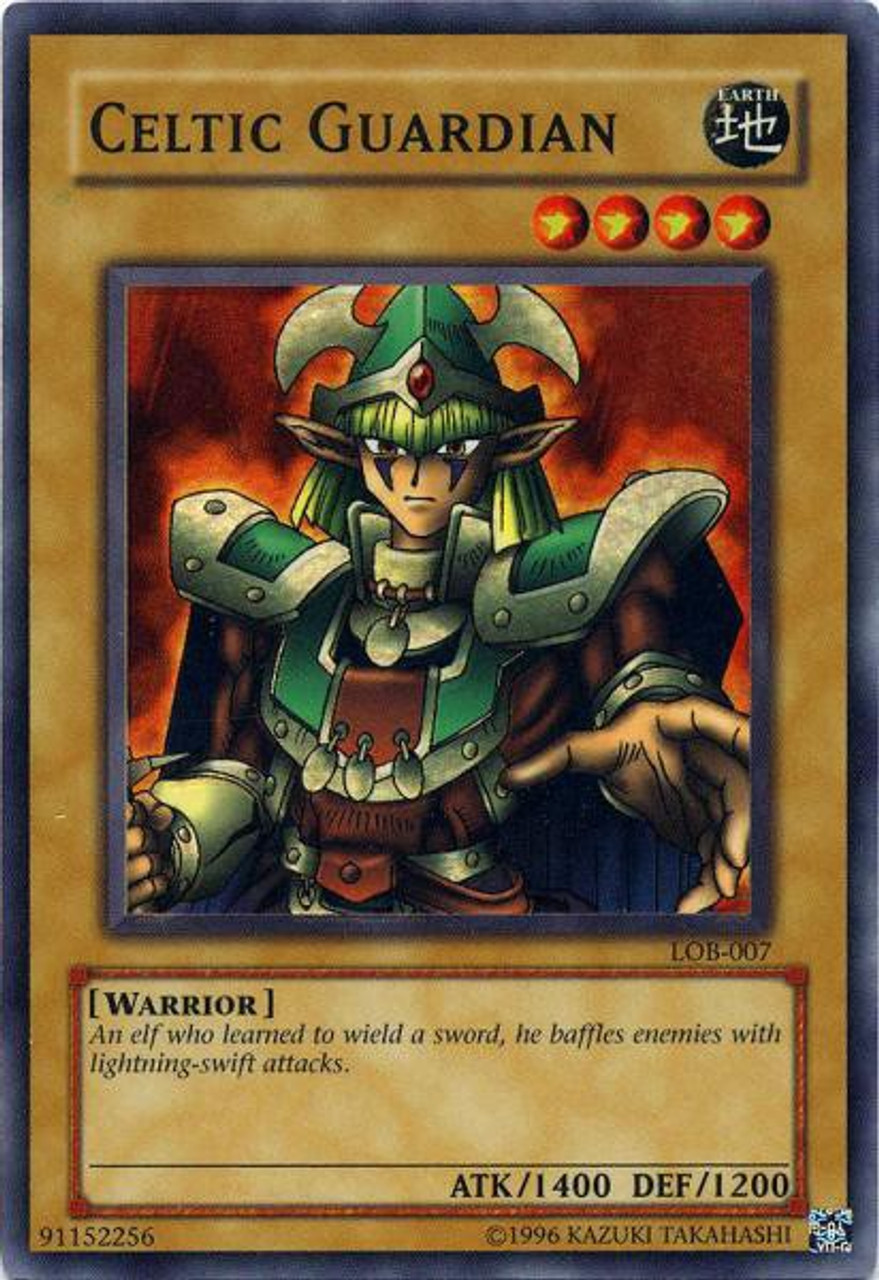 CELTIC GUARDIAN
EARTH
地
LOB-007
[WARRIOR]
An elf who learned to wield a sword, he baffles enemies with
lightning-swift attacks.
ATK/1400 DEF/1200
91152256
©1996 KAZUKI TAKAHASHI